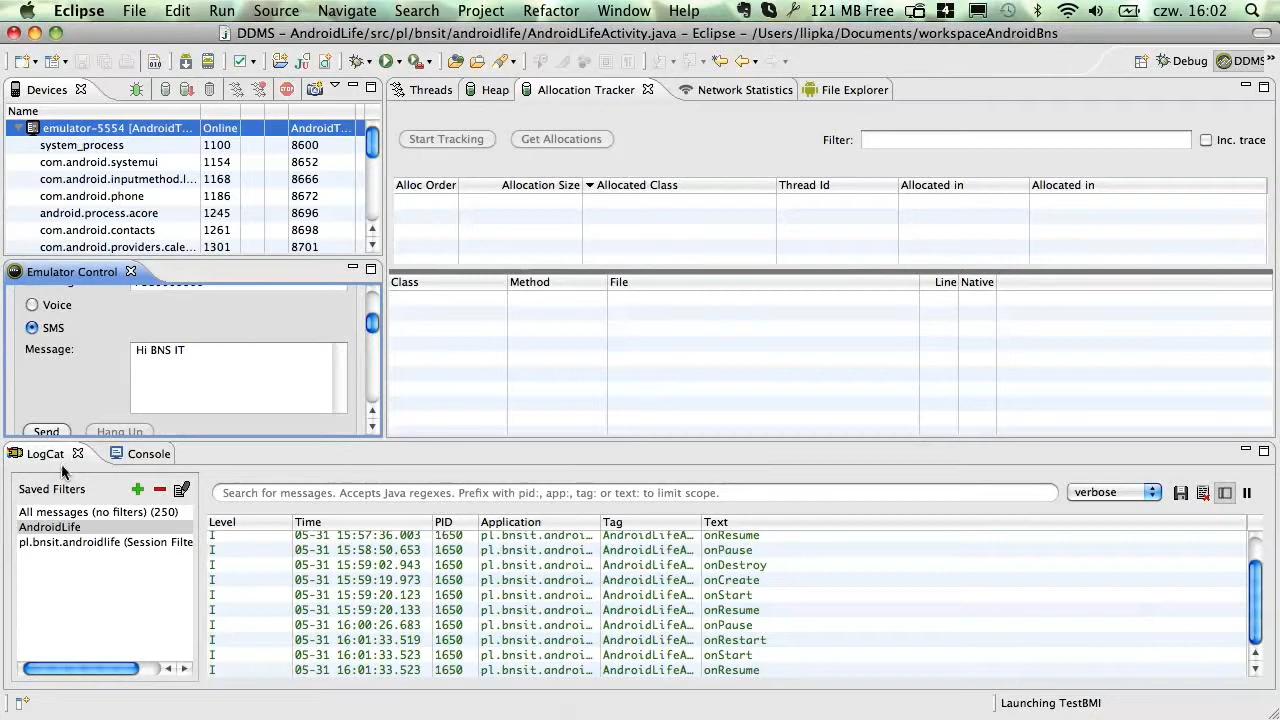 Eclipse File Edit Run Source Navigate Search Project Refactor Window Help 121 MB Free czw. 16:02
DDMS - AndroidLife/src/pl/bnsit/androidlife/AndroidLifeActivity.java - Eclipse - /Users/llipka/Documents/workspaceAndroidBns
Debug DDMS »
Devices
Threads Heap Allocation Tracker Network Statistics File Explorer
Name
emulator-5554 [AndroidT... Online AndroidT...
system_process 1100 8600
com.android.systemui 1154 8652
com.android.inputmethod.l... 1168 8666
com.android.phone 1186 8672
android.process.acore 1245 8696
com.android.contacts 1261 8698
com.android.providers.cale... 1301 8701
Start Tracking Get Allocations Filter: Inc. trace
Alloc Order Allocation Size Allocated Class Thread Id Allocated in Allocated in
Class Method File Line Native
Emulator Control
Voice
SMS
Message: Hi BNS IT
Send Hang Up
LogCat Console
Saved Filters
All messages (no filters) (250)
AndroidLife
pl.bnsit.androidlife (Session Filte
Search for messages. Accepts Java regexes. Prefix with pid:, app:, tag: or text: to limit scope. verbose
Level Time PID Application Tag Text
I 05-31 15:57:36.003 1650 pl.bnsit.androi... AndroidLifeA... onResume
I 05-31 15:58:50.653 1650 pl.bnsit.androi... AndroidLifeA... onPause
I 05-31 15:59:02.943 1650 pl.bnsit.androi... AndroidLifeA... onDestroy
I 05-31 15:59:19.973 1650 pl.bnsit.androi... AndroidLifeA... onCreate
I 05-31 15:59:20.123 1650 pl.bnsit.androi... AndroidLifeA... onStart
I 05-31 15:59:20.133 1650 pl.bnsit.androi... AndroidLifeA... onResume
I 05-31 16:00:26.683 1650 pl.bnsit.androi... AndroidLifeA... onPause
I 05-31 16:01:33.519 1650 pl.bnsit.androi... AndroidLifeA... onRestart
I 05-31 16:01:33.523 1650 pl.bnsit.androi... AndroidLifeA... onStart
I 05-31 16:01:33.523 1650 pl.bnsit.androi... AndroidLifeA... onResume
Launching TestBMI